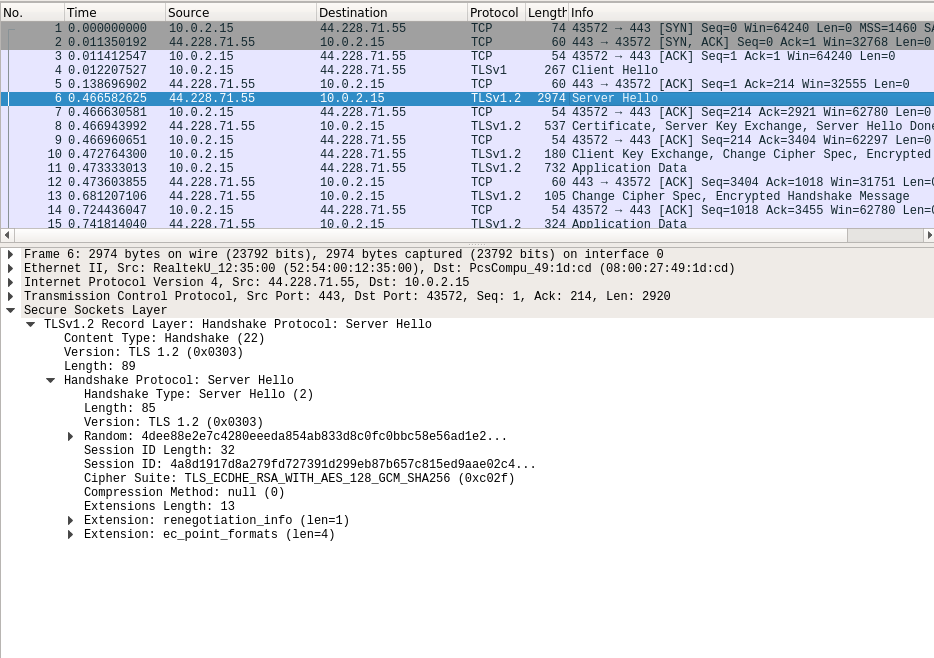 No. Time Source Destination Protocol Length Info
1 0.000000000 10.0.2.15 44.228.71.55 TCP 74 43572 → 443 [SYN] Seq=0 Win=64240 Len=0 MSS=1460
2 0.011350192 44.228.71.55 10.0.2.15 TCP 60 443 → 43572 [SYN, ACK] Seq=0 Ack=1 Win=32768 Len=0
3 0.011412547 10.0.2.15 44.228.71.55 TCP 54 43572 → 443 [ACK] Seq=1 Ack=1 Win=64240 Len=0
4 0.012207527 10.0.2.15 44.228.71.55 TLSv1 267 Client Hello
5 0.138696902 44.228.71.55 10.0.2.15 TCP 60 443 → 43572 [ACK] Seq=1 Ack=214 Win=32555 Len=0
6 0.466582625 44.228.71.55 10.0.2.15 TLSv1.2 2974 Server Hello
7 0.466630581 10.0.2.15 44.228.71.55 TCP 54 43572 → 443 [ACK] Seq=214 Ack=2921 Win=62780 Len=0
8 0.466943992 44.228.71.55 10.0.2.15 TLSv1.2 537 Certificate, Server Key Exchange, Server Hello Done
9 0.466960651 10.0.2.15 44.228.71.55 TCP 54 43572 → 443 [ACK] Seq=214 Ack=3404 Win=62297 Len=0
10 0.472764300 10.0.2.15 44.228.71.55 TLSv1.2 180 Client Key Exchange, Change Cipher Spec, Encrypted
11 0.473333013 10.0.2.15 44.228.71.55 TLSv1.2 732 Application Data
12 0.473603855 44.228.71.55 10.0.2.15 TCP 60 443 → 43572 [ACK] Seq=3404 Ack=1018 Win=31751 Len=0
13 0.681207106 44.228.71.55 10.0.2.15 TLSv1.2 105 Change Cipher Spec, Encrypted Handshake Message
14 0.724436047 10.0.2.15 44.228.71.55 TCP 54 43572 → 443 [ACK] Seq=1018 Ack=3455 Win=62780 Len=0
15 0.741814040 44.228.71.55 10.0.2.15 TLSv1.2 324 Application Data
Frame 6: 2974 bytes on wire (23792 bits), 2974 bytes captured (23792 bits) on interface 0
Ethernet II, Src: RealtekU_12:35:00 (52:54:00:12:35:00), Dst: PcsCompu_49:1d:cd (08:00:27:49:1d:cd)
Internet Protocol Version 4, Src: 44.228.71.55, Dst: 10.0.2.15
Transmission Control Protocol, Src Port: 443, Dst Port: 43572, Seq: 1, Ack: 214, Len: 2920
Secure Sockets Layer
TLSv1.2 Record Layer: Handshake Protocol: Server Hello
Content Type: Handshake (22)
Version: TLS 1.2 (0x0303)
Length: 89
Handshake Protocol: Server Hello
Handshake Type: Server Hello (2)
Length: 85
Version: TLS 1.2 (0x0303)
Random: 4dee88e2e7c4280eeeda854ab833d8c0fc0bbc58e56ad1e2...
Session ID Length: 32
Session ID: 4a8d1917d8a279fd727391d299eb87b657c815ed9aae02c4...
Cipher Suite: TLS_ECDHE_RSA_WITH_AES_128_GCM_SHA256 (0xc02f)
Compression Method: null (0)
Extensions Length: 13
Extension: renegotiation_info (len=1)
Extension: ec_point_formats (len=4)